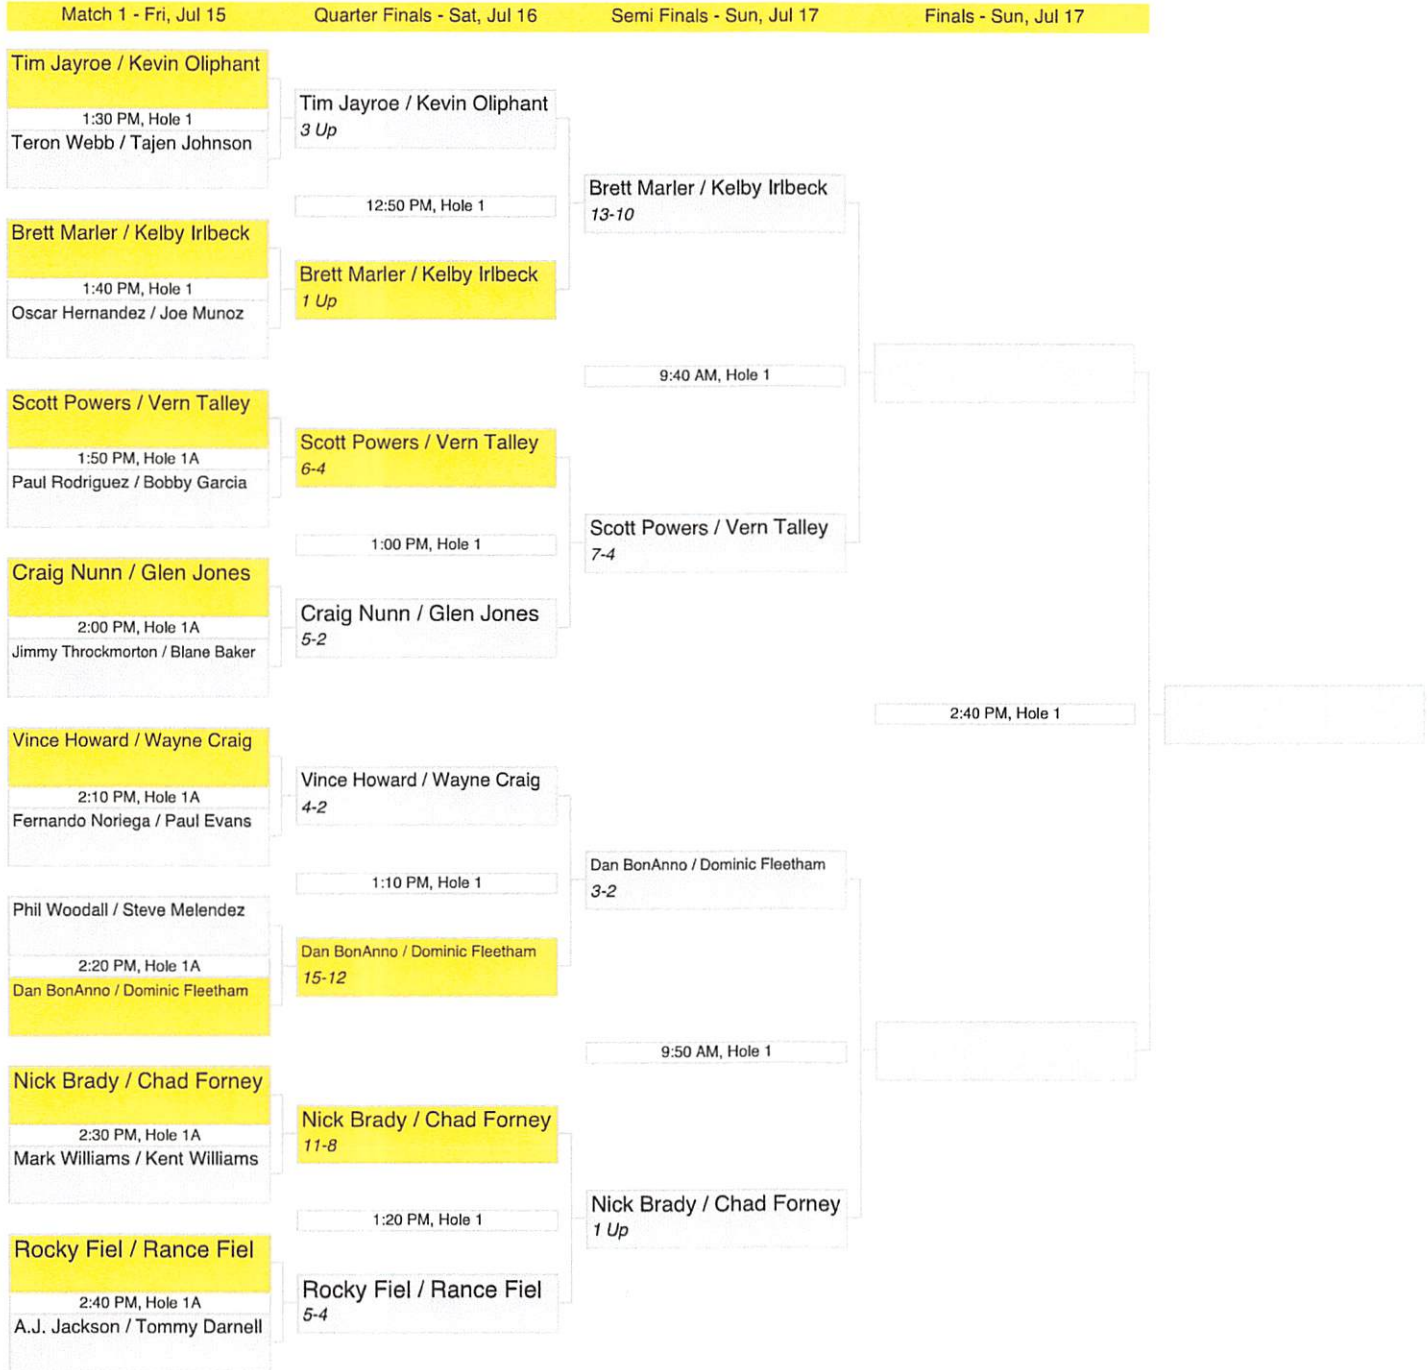 Match 1 - Fri, Jul 15
Quarter Finals - Sat, Jul 16
Semi Finals - Sun, Jul 17
Finals - Sun, Jul 17
Tim Jayroe / Kevin Oliphant
1:30 PM, Hole 1
Teron Webb / Tajen Johnson
Brett Marler / Kelby Irlbeck
1:40 PM, Hole 1
Oscar Hernandez / Joe Munoz
Scott Powers / Vern Talley
1:50 PM, Hole 1A
Paul Rodriguez / Bobby Garcia
Craig Nunn / Glen Jones
2:00 PM, Hole 1A
Jimmy Throckmorton / Blane Baker
Vince Howard / Wayne Craig
2:10 PM, Hole 1A
Fernando Noriega / Paul Evans
Phil Woodall / Steve Melendez
2:20 PM, Hole 1A
Dan BonAnno / Dominic Fleetham
Nick Brady / Chad Forney
2:30 PM, Hole 1A
Mark Williams / Kent Williams
Rocky Fiel / Rance Fiel
2:40 PM, Hole 1A
A.J. Jackson / Tommy Darnell
Tim Jayroe / Kevin Oliphant
3 Up
12:50 PM, Hole 1
Brett Marler / Kelby Irlbeck
1 Up
Scott Powers / Vern Talley
6-4
1:00 PM, Hole 1
Craig Nunn / Glen Jones
5-2
Vince Howard / Wayne Craig
4-2
1:10 PM, Hole 1
Dan BonAnno / Dominic Fleetham
15-12
Nick Brady / Chad Forney
11-8
1:20 PM, Hole 1
Rocky Fiel / Rance Fiel
5-4
Brett Marler / Kelby Irlbeck
13-10
9:40 AM, Hole 1
Scott Powers / Vern Talley
7-4
Dan BonAnno / Dominic Fleetham
3-2
9:50 AM, Hole 1
Nick Brady / Chad Forney
1 Up
2:40 PM, Hole 1